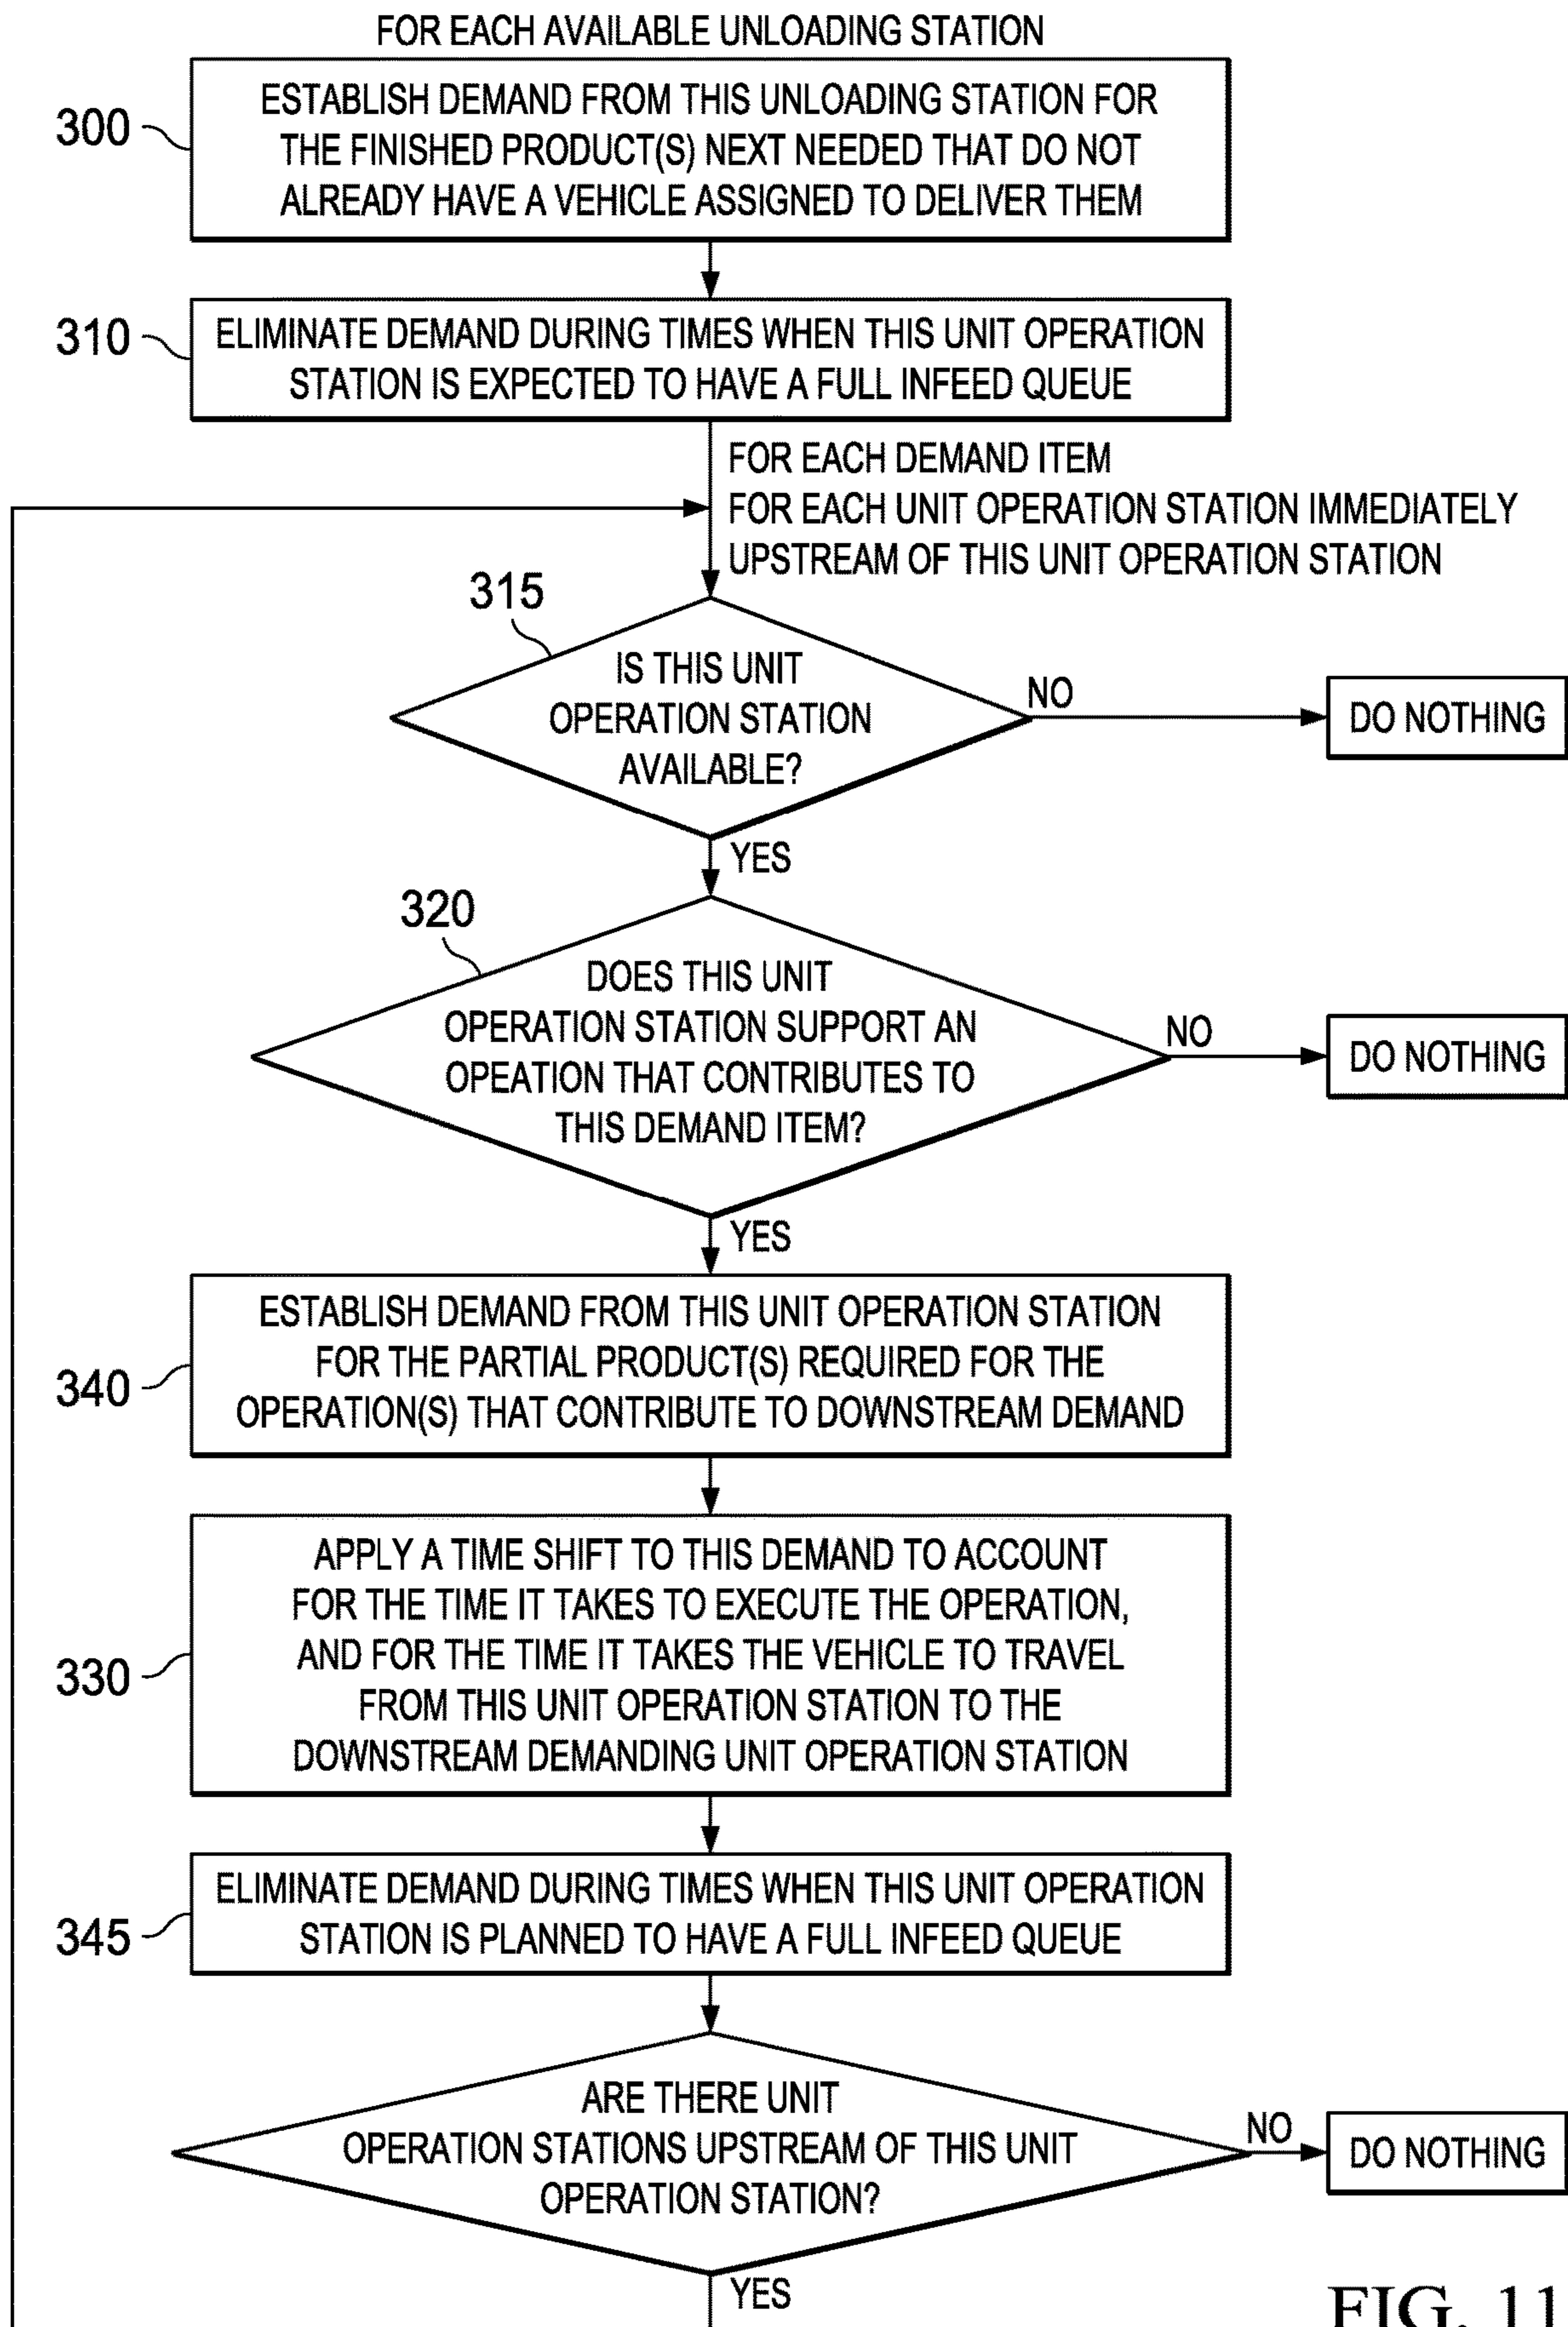 FOR EACH AVAILABLE UNLOADING STATION
300
ESTABLISH DEMAND FROM THIS UNLOADING STATION FOR
THE FINISHED PRODUCT(S) NEXT NEEDED THAT DO NOT
ALREADY HAVE A VEHICLE ASSIGNED TO DELIVER THEM
310
ELIMINATE DEMAND DURING TIMES WHEN THIS UNIT OPERATION
STATION IS EXPECTED TO HAVE A FULL INFEED QUEUE
FOR EACH DEMAND ITEM
FOR EACH UNIT OPERATION STATION IMMEDIATELY
UPSTREAM OF THIS UNIT OPERATION STATION
315
IS THIS UNIT
OPERATION STATION
AVAILABLE?
NO
DO NOTHING
YES
320
DOES THIS UNIT
OPERATION STATION SUPPORT AN
OPEATION THAT CONTRIBUTES TO
THIS DEMAND ITEM?
NO
DO NOTHING
YES
340
ESTABLISH DEMAND FROM THIS UNIT OPERATION STATION
FOR THE PARTIAL PRODUCT(S) REQUIRED FOR THE
OPERATION(S) THAT CONTRIBUTE TO DOWNSTREAM DEMAND
330
APPLY A TIME SHIFT TO THIS DEMAND TO ACCOUNT
FOR THE TIME IT TAKES TO EXECUTE THE OPERATION,
AND FOR THE TIME IT TAKES THE VEHICLE TO TRAVEL
FROM THIS UNIT OPERATION STATION TO THE
DOWNSTREAM DEMANDING UNIT OPERATION STATION
345
ELIMINATE DEMAND DURING TIMES WHEN THIS UNIT OPERATION
STATION IS PLANNED TO HAVE A FULL INFEED QUEUE
ARE THERE UNIT
OPERATION STATIONS UPSTREAM OF THIS UNIT
OPERATION STATION?
NO
DO NOTHING
YES
FIG. 11